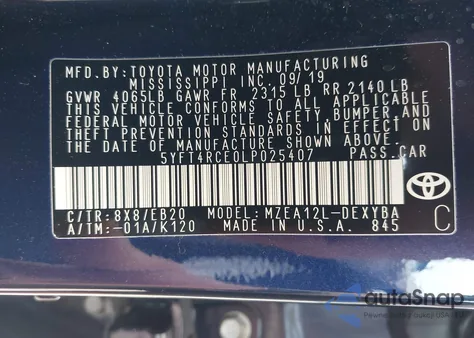 MFD.BY:TOYOTA MOTOR MANUFACTURING
MISSISSIPPI INC. 09/19
GVWR 4065LB GAWR FR 2315 LB RR 2140 LB
THIS VEHICLE CONFORMS TO ALL APPLICABLE
FEDERAL MOTOR VEHICLE SAFETY, BUMPER, AND
THEFT PREVENTION STANDARDS IN EFFECT ON
THE DATE OF MANUFACTURE SHOWN ABOVE.
5YFT4RCE0LP025407 PASS.CAR
C/TR:8X8/EB20 MODEL:MZEA12L-DEXYBA
A/TM:-01A/K120 MADE IN U.S.A. 845
TOYOTA
C
autoSnap